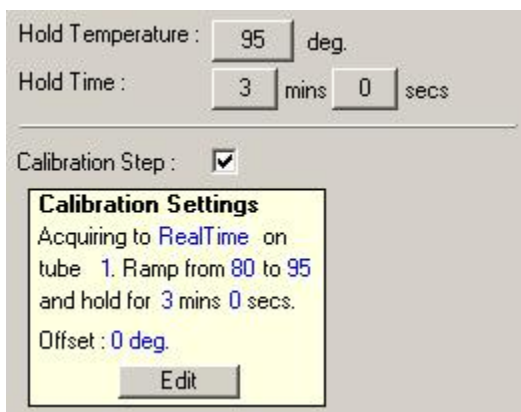 Hold Temperature : 95 deg.
Hold Time : 3 mins 0 secs
Calibration Step :
Calibration Settings
Acquiring to RealTime on
tube 1. Ramp from 80 to 95
and hold for 3 mins 0 secs.
Offset : 0 deg.
Edit